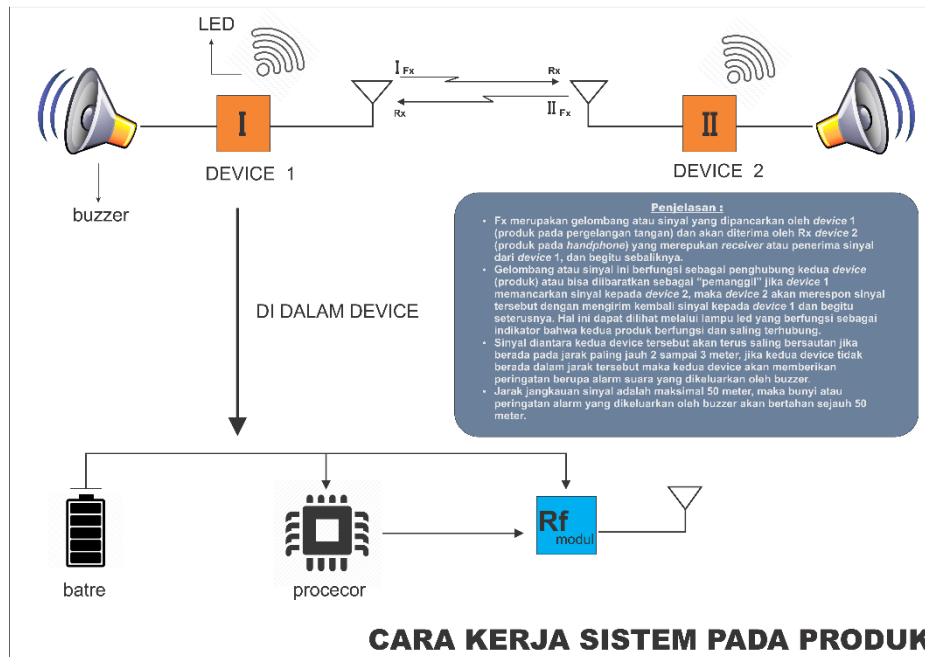 LED
I Fx
Rx
Rx
II Fx
I
II
DEVICE 1
DEVICE 2
buzzer
Penjelasan :
• Fx merupakan gelombang atau sinyal yang dipancarkan oleh device 1
(produk pada pergelangan tangan) dan akan diterima oleh Rx device 2
(produk pada handphone) yang merepukan receiver atau penerima sinyal
dari device 1, dan begitu sebaliknya.
• Gelombang atau sinyal ini berfungsi sebagai penghubung kedua device
(produk) atau bisa diibaratkan sebagai “pemanggil” jika device 1
memancarkan sinyal kepada device 2, maka device 2 akan merespon sinyal
tersebut dengan mengirim kembali sinyal kepada device 1 dan begitu
seterusnya. Hal ini dapat dilihat melalui lampu led yang berfungsi sebagai
indikator bahwa kedua produk berfungsi dan saling terhubung.
• Sinyal diantara kedua device tersebut akan terus saling bersautan jika
berada pada jarak paling jauh 2 sampai 3 meter, jika kedua device tidak
berada dalam jarak tersebut maka kedua device akan memberikan
peringatan berupa alarm suara yang dikeluarkan oleh buzzer.
• Jarak jangkauan sinyal adalah maksimal 50 meter, maka bunyi atau
peringatan alarm yang dikeluarkan oleh buzzer akan bertahan sejauh 50
meter.
DI DALAM DEVICE
Rf
modul
batre
procecor
CARA KERJA SISTEM PADA PRODUK